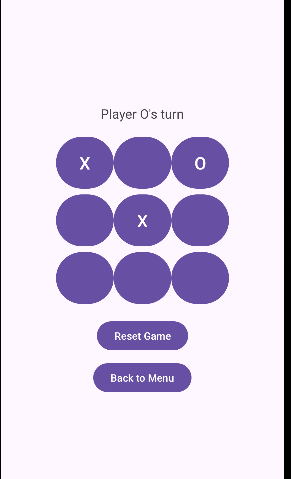 Player O's turn
X O
X
Reset Game
Back to Menu